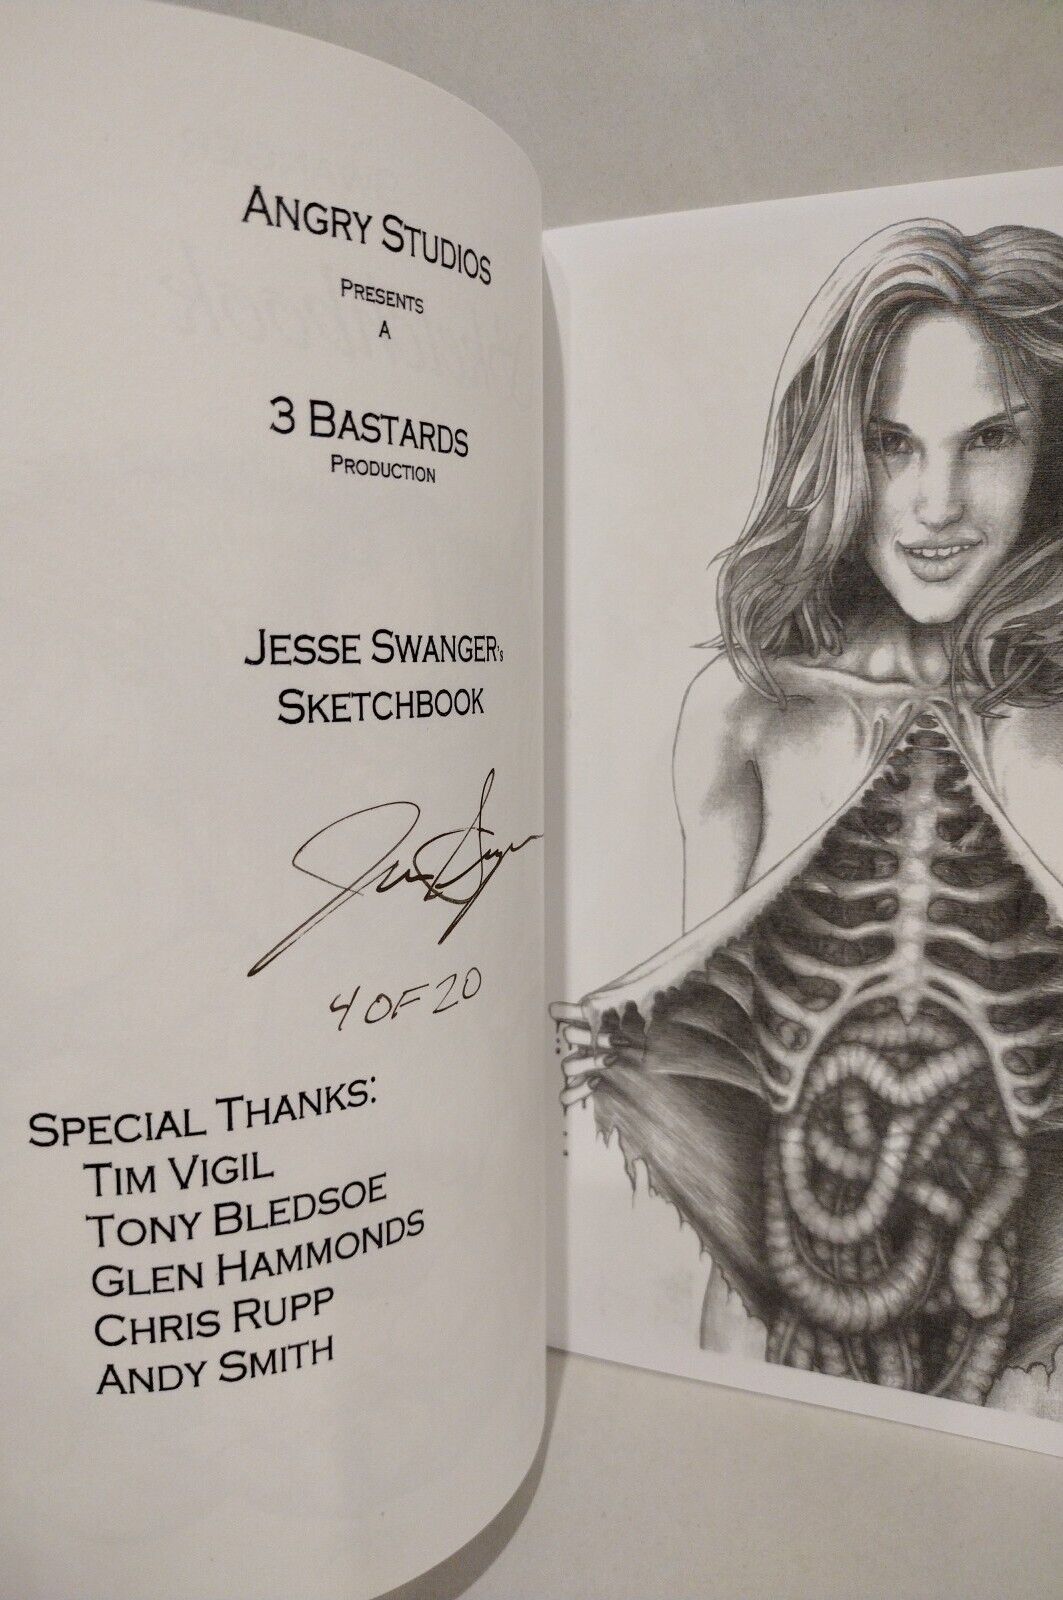 ANGRY STUDIOS
PRESENTS
A
3 BASTARDS
PRODUCTION
JESSE SWANGER's
SKETCHBOOK
4 OF 20
SPECIAL THANKS:
TIM VIGIL
TONY BLEDSOE
GLEN HAMMONDS
CHRIS RUPP
ANDY SMITH